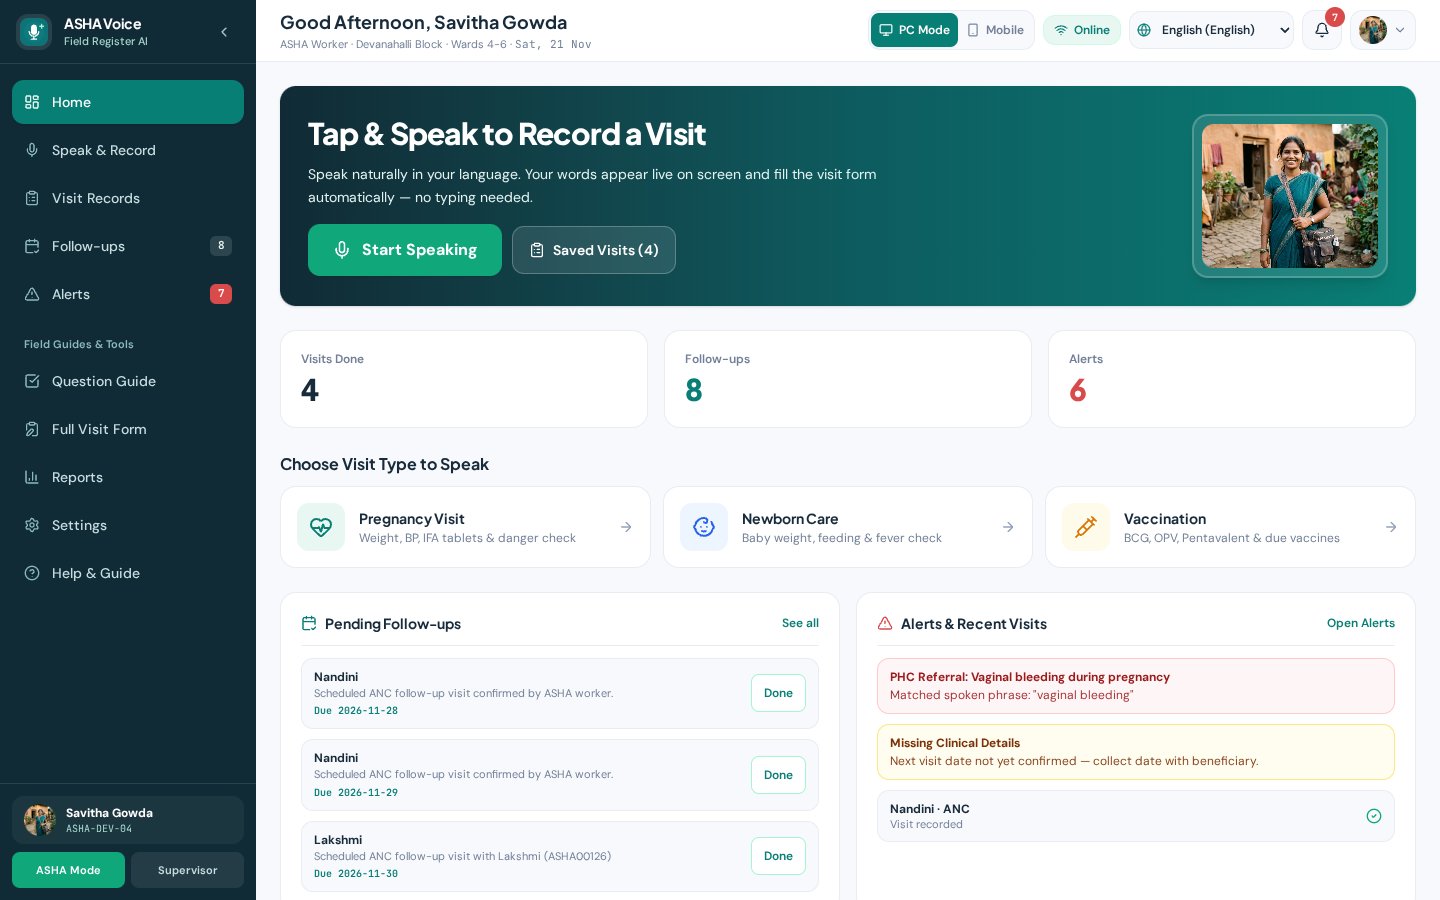 ASHA Voice
Field Register AI
Home
Speak & Record
Visit Records
Follow-ups
8
Alerts
7
Field Guides & Tools
Question Guide
Full Visit Form
Reports
Settings
Help & Guide
Savitha Gowda
ASHA-DEV-04
ASHA Mode
Supervisor
Good Afternoon, Savitha Gowda
ASHA Worker · Devanahalli Block · Wards 4-6 · Sat, 21 Nov
PC Mode
Mobile
Online
English (English)
7
Tap & Speak to Record a Visit
Speak naturally in your language. Your words appear live on screen and fill the visit form
automatically — no typing needed.
Start Speaking
Saved Visits (4)
Visits Done
4
Follow-ups
8
Alerts
6
Choose Visit Type to Speak
Pregnancy Visit
Weight, BP, IFA tablets & danger check
Newborn Care
Baby weight, feeding & fever check
Vaccination
BCG, OPV, Pentavalent & due vaccines
Pending Follow-ups
See all
Nandini
Scheduled ANC follow-up visit confirmed by ASHA worker.
Due 2026-11-28
Done
Nandini
Scheduled ANC follow-up visit confirmed by ASHA worker.
Due 2026-11-29
Done
Lakshmi
Scheduled ANC follow-up visit with Lakshmi (ASHA00126)
Due 2026-11-30
Done
Alerts & Recent Visits
Open Alerts
PHC Referral: Vaginal bleeding during pregnancy
Matched spoken phrase: "vaginal bleeding"
Missing Clinical Details
Next visit date not yet confirmed — collect date with beneficiary.
Nandini · ANC
Visit recorded